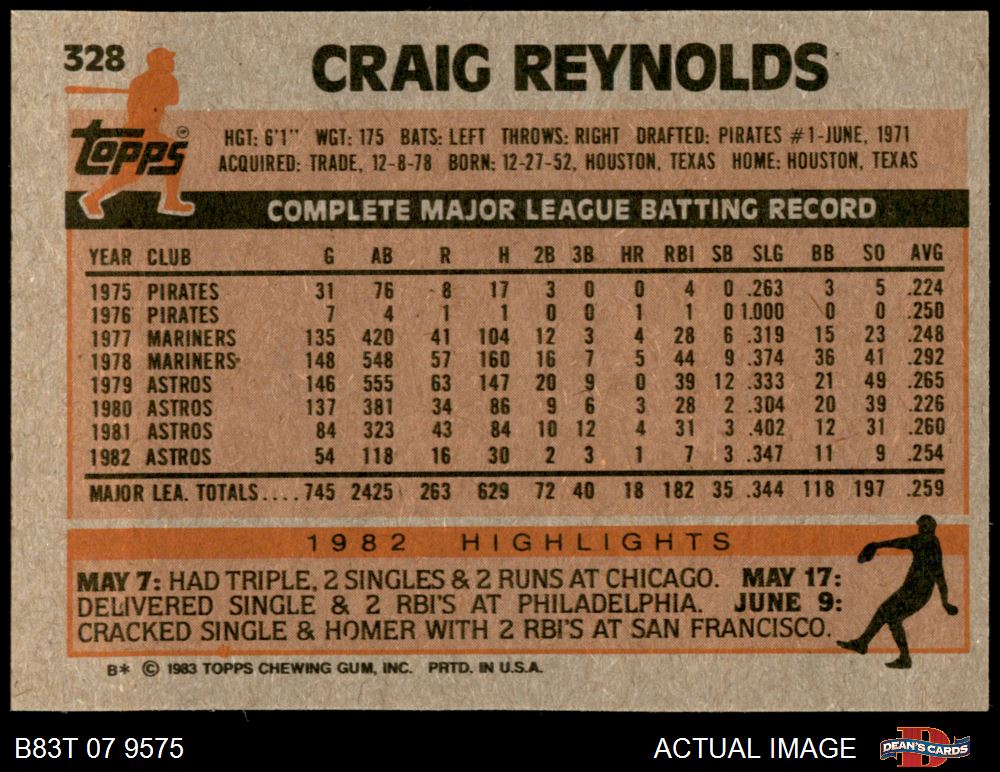 328 CRAIG REYNOLDS
TOPPS ®
HGT: 6'1" WGT: 175 BATS: LEFT THROWS: RIGHT DRAFTED: PIRATES #1-JUNE, 1971
ACQUIRED: TRADE, 12-8-78 BORN: 12-27-52, HOUSTON, TEXAS HOME: HOUSTON, TEXAS
COMPLETE MAJOR LEAGUE BATTING RECORD
YEAR CLUB G AB R H 2B 3B HR RBI SB SLG BB SO AVG
1975 PIRATES 31 76 8 17 3 0 0 4 0 .263 3 5 .224
1976 PIRATES 7 4 1 1 0 0 1 1 0 1.000 0 0 .250
1977 MARINERS 135 420 41 104 12 3 4 28 6 .319 15 23 .248
1978 MARINERS 148 548 57 160 16 7 5 44 9 .374 36 41 .292
1979 ASTROS 146 555 63 147 20 9 0 39 12 .333 21 49 .265
1980 ASTROS 137 381 34 86 9 6 3 28 2 .304 20 39 .226
1981 ASTROS 84 323 43 84 10 12 4 31 3 .402 12 31 .260
1982 ASTROS 54 118 16 30 2 3 1 7 3 .347 11 9 .254
MAJOR LEA. TOTALS.... 745 2425 263 629 72 40 18 182 35 .344 118 197 .259
1982 HIGHLIGHTS
MAY 7: HAD TRIPLE, 2 SINGLES & 2 RUNS AT CHICAGO. MAY 17:
DELIVERED SINGLE & 2 RBI'S AT PHILADELPHIA. JUNE 9:
CRACKED SINGLE & HOMER WITH 2 RBI'S AT SAN FRANCISCO.
B* © 1983 TOPPS CHEWING GUM, INC. PRTD. IN U.S.A.
B83T 07 9575 ACTUAL IMAGE D DEAN'S CARDS